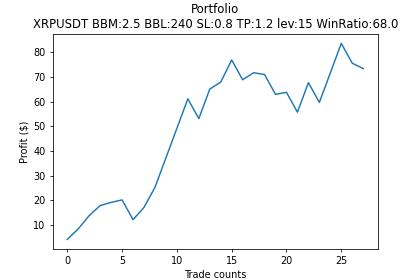 Portfolio
XRPUSDT BBM:2.5 BBL:240 SL:0.8 TP:1.2 lev:15 WinRatio:68.0
80
70
60
50
40
30
20
10
Profit ($)
0 5 10 15 20 25
Trade counts